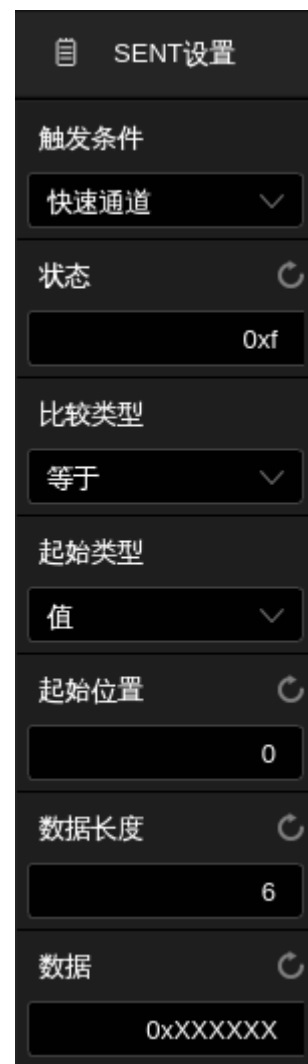 SENT设置
触发条件
快速通道
状态
0xf
比较类型
等于
起始类型
值
起始位置
0
数据长度
6
数据
0xXXXXXX